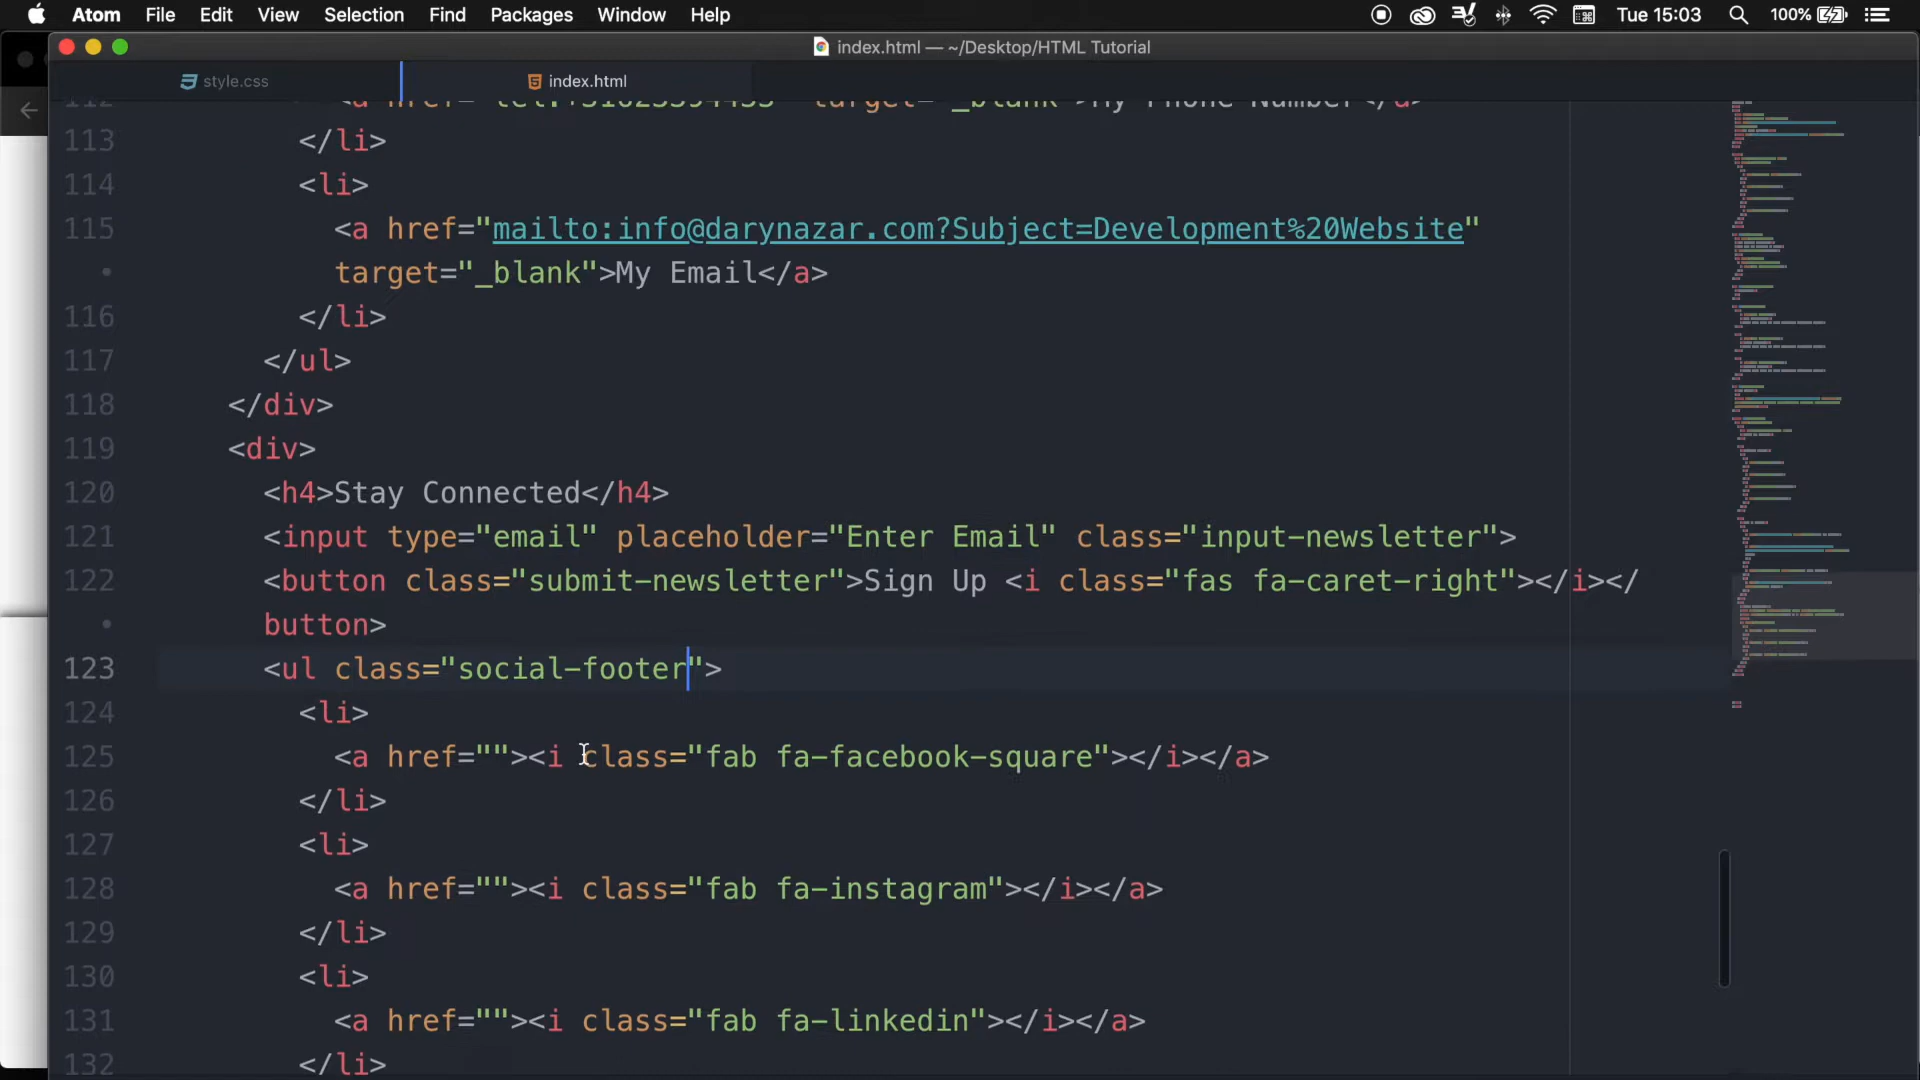 Atom File Edit View Selection Find Packages Window Help Tue 15:03 100%
index.html — ~/Desktop/HTML Tutorial
style.css index.html
113 </li>
114 <li>
115 <a href="mailto:info@darynazar.com?Subject=Development%20Website"
• target="_blank">My Email</a>
116 </li>
117 </ul>
118 </div>
119 <div>
120 <h4>Stay Connected</h4>
121 <input type="email" placeholder="Enter Email" class="input-newsletter">
122 <button class="submit-newsletter">Sign Up <i class="fas fa-caret-right"></i></
• button>
123 <ul class="social-footer">
124 <li>
125 <a href=""><i class="fab fa-facebook-square"></i></a>
126 </li>
127 <li>
128 <a href=""><i class="fab fa-instagram"></i></a>
129 </li>
130 <li>
131 <a href=""><i class="fab fa-linkedin"></i></a>
132 </li>